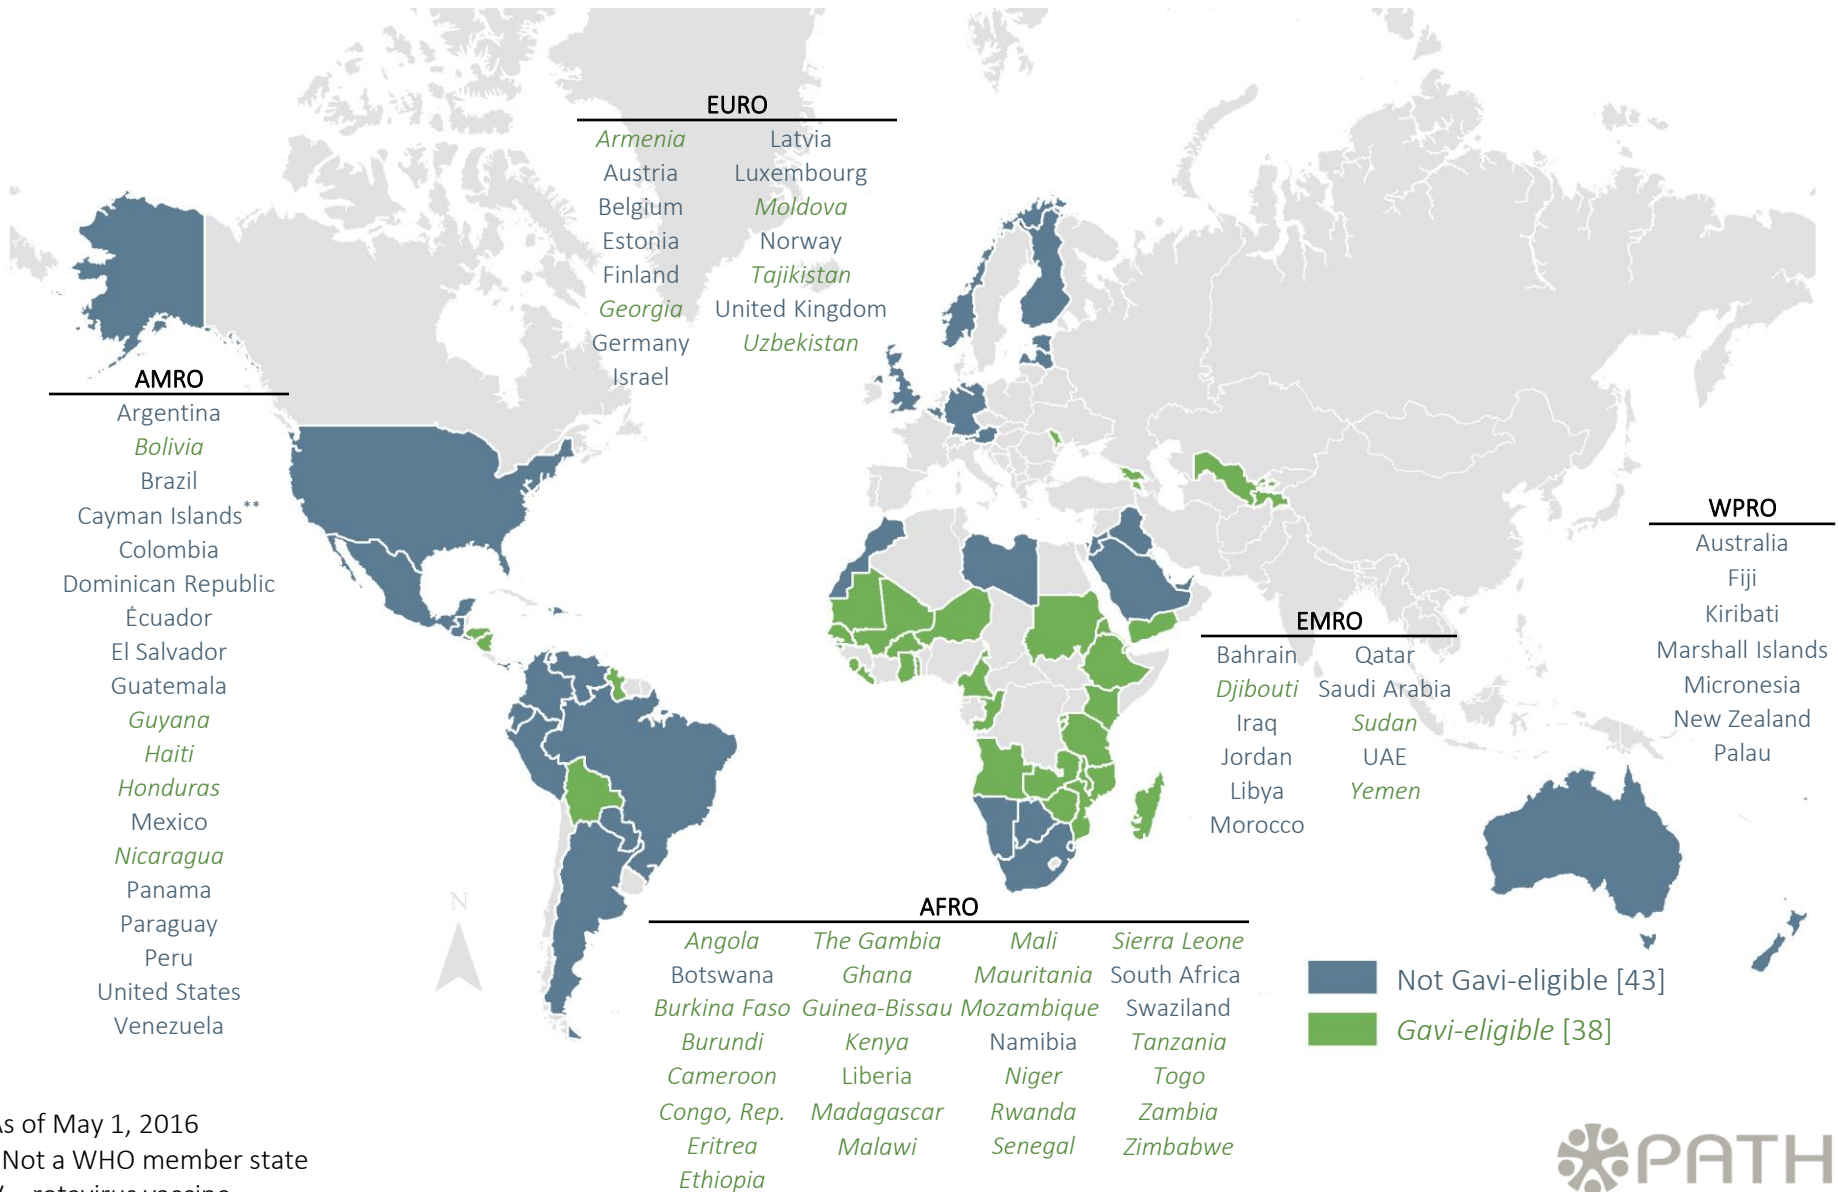 EURO
Armenia Latvia
Austria Luxembourg
Belgium Moldova
Estonia Norway
Finland Tajikistan
Georgia United Kingdom
Germany Uzbekistan
Israel
AMRO
Argentina
Bolivia
Brazil
Cayman Islands**
Colombia
Dominican Republic
Ėcuador
El Salvador
Guatemala
Guyana
Haiti
Honduras
Mexico
Nicaragua
Panama
Paraguay
Peru
United States
Venezuela
WPRO
Australia
Fiji
Kiribati
Marshall Islands
Micronesia
New Zealand
Palau
EMRO
Bahrain Qatar
Djibouti Saudi Arabia
Iraq Sudan
Jordan UAE
Libya Yemen
Morocco
N
AFRO
Angola The Gambia Mali Sierra Leone
Botswana Ghana Mauritania South Africa
Burkina Faso Guinea-Bissau Mozambique Swaziland
Burundi Kenya Namibia Tanzania
Cameroon Liberia Niger Togo
Congo, Rep. Madagascar Rwanda Zambia
Eritrea Malawi Senegal Zimbabwe
Ethiopia
Not Gavi-eligible [43]
Gavi-eligible [38]
As of May 1, 2016
Not a WHO member state
rotavirus vaccine
PATH